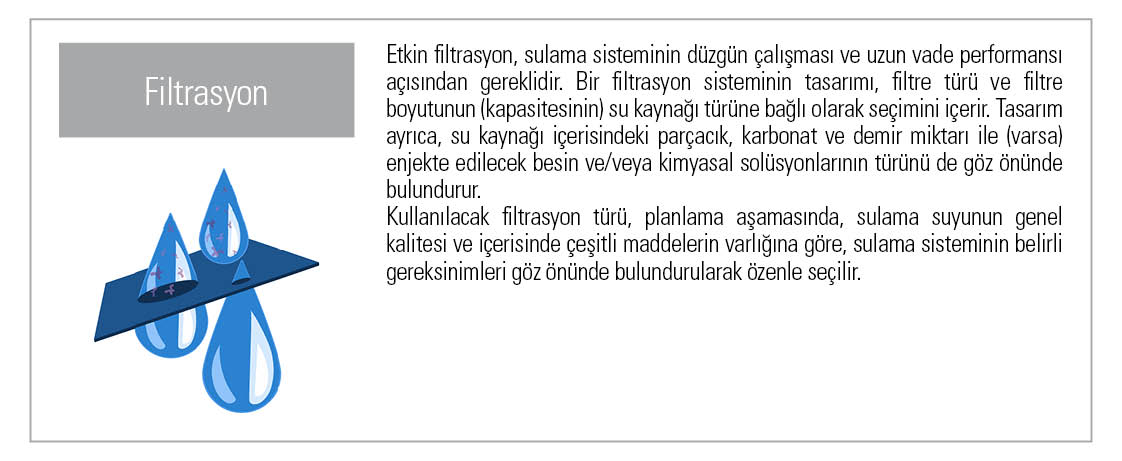 Filtrasyon
Etkin filtrasyon, sulama sisteminin düzgün çalışması ve uzun vade performansı
açısından gereklidir. Bir filtrasyon sisteminin tasarımı, filtre türü ve filtre
boyutunun (kapasitesinin) su kaynağı türüne bağlı olarak seçimini içerir. Tasarım
ayrıca, su kaynağı içerisindeki parçacık, karbonat ve demir miktarı ile (varsa)
enjekte edilecek besin ve/veya kimyasal solüsyonlarının türünü de göz önünde
bulundurur.
Kullanılacak filtrasyon türü, planlama aşamasında, sulama suyunun genel
kalitesi ve içerisinde çeşitli maddelerin varlığına göre, sulama sisteminin belirli
gereksinimleri göz önünde bulundurularak özenle seçilir.